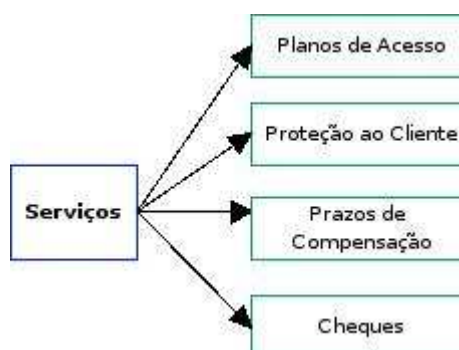 Planos de Acesso
Proteção ao Cliente
Serviços
Prazos de
Compensação
Cheques